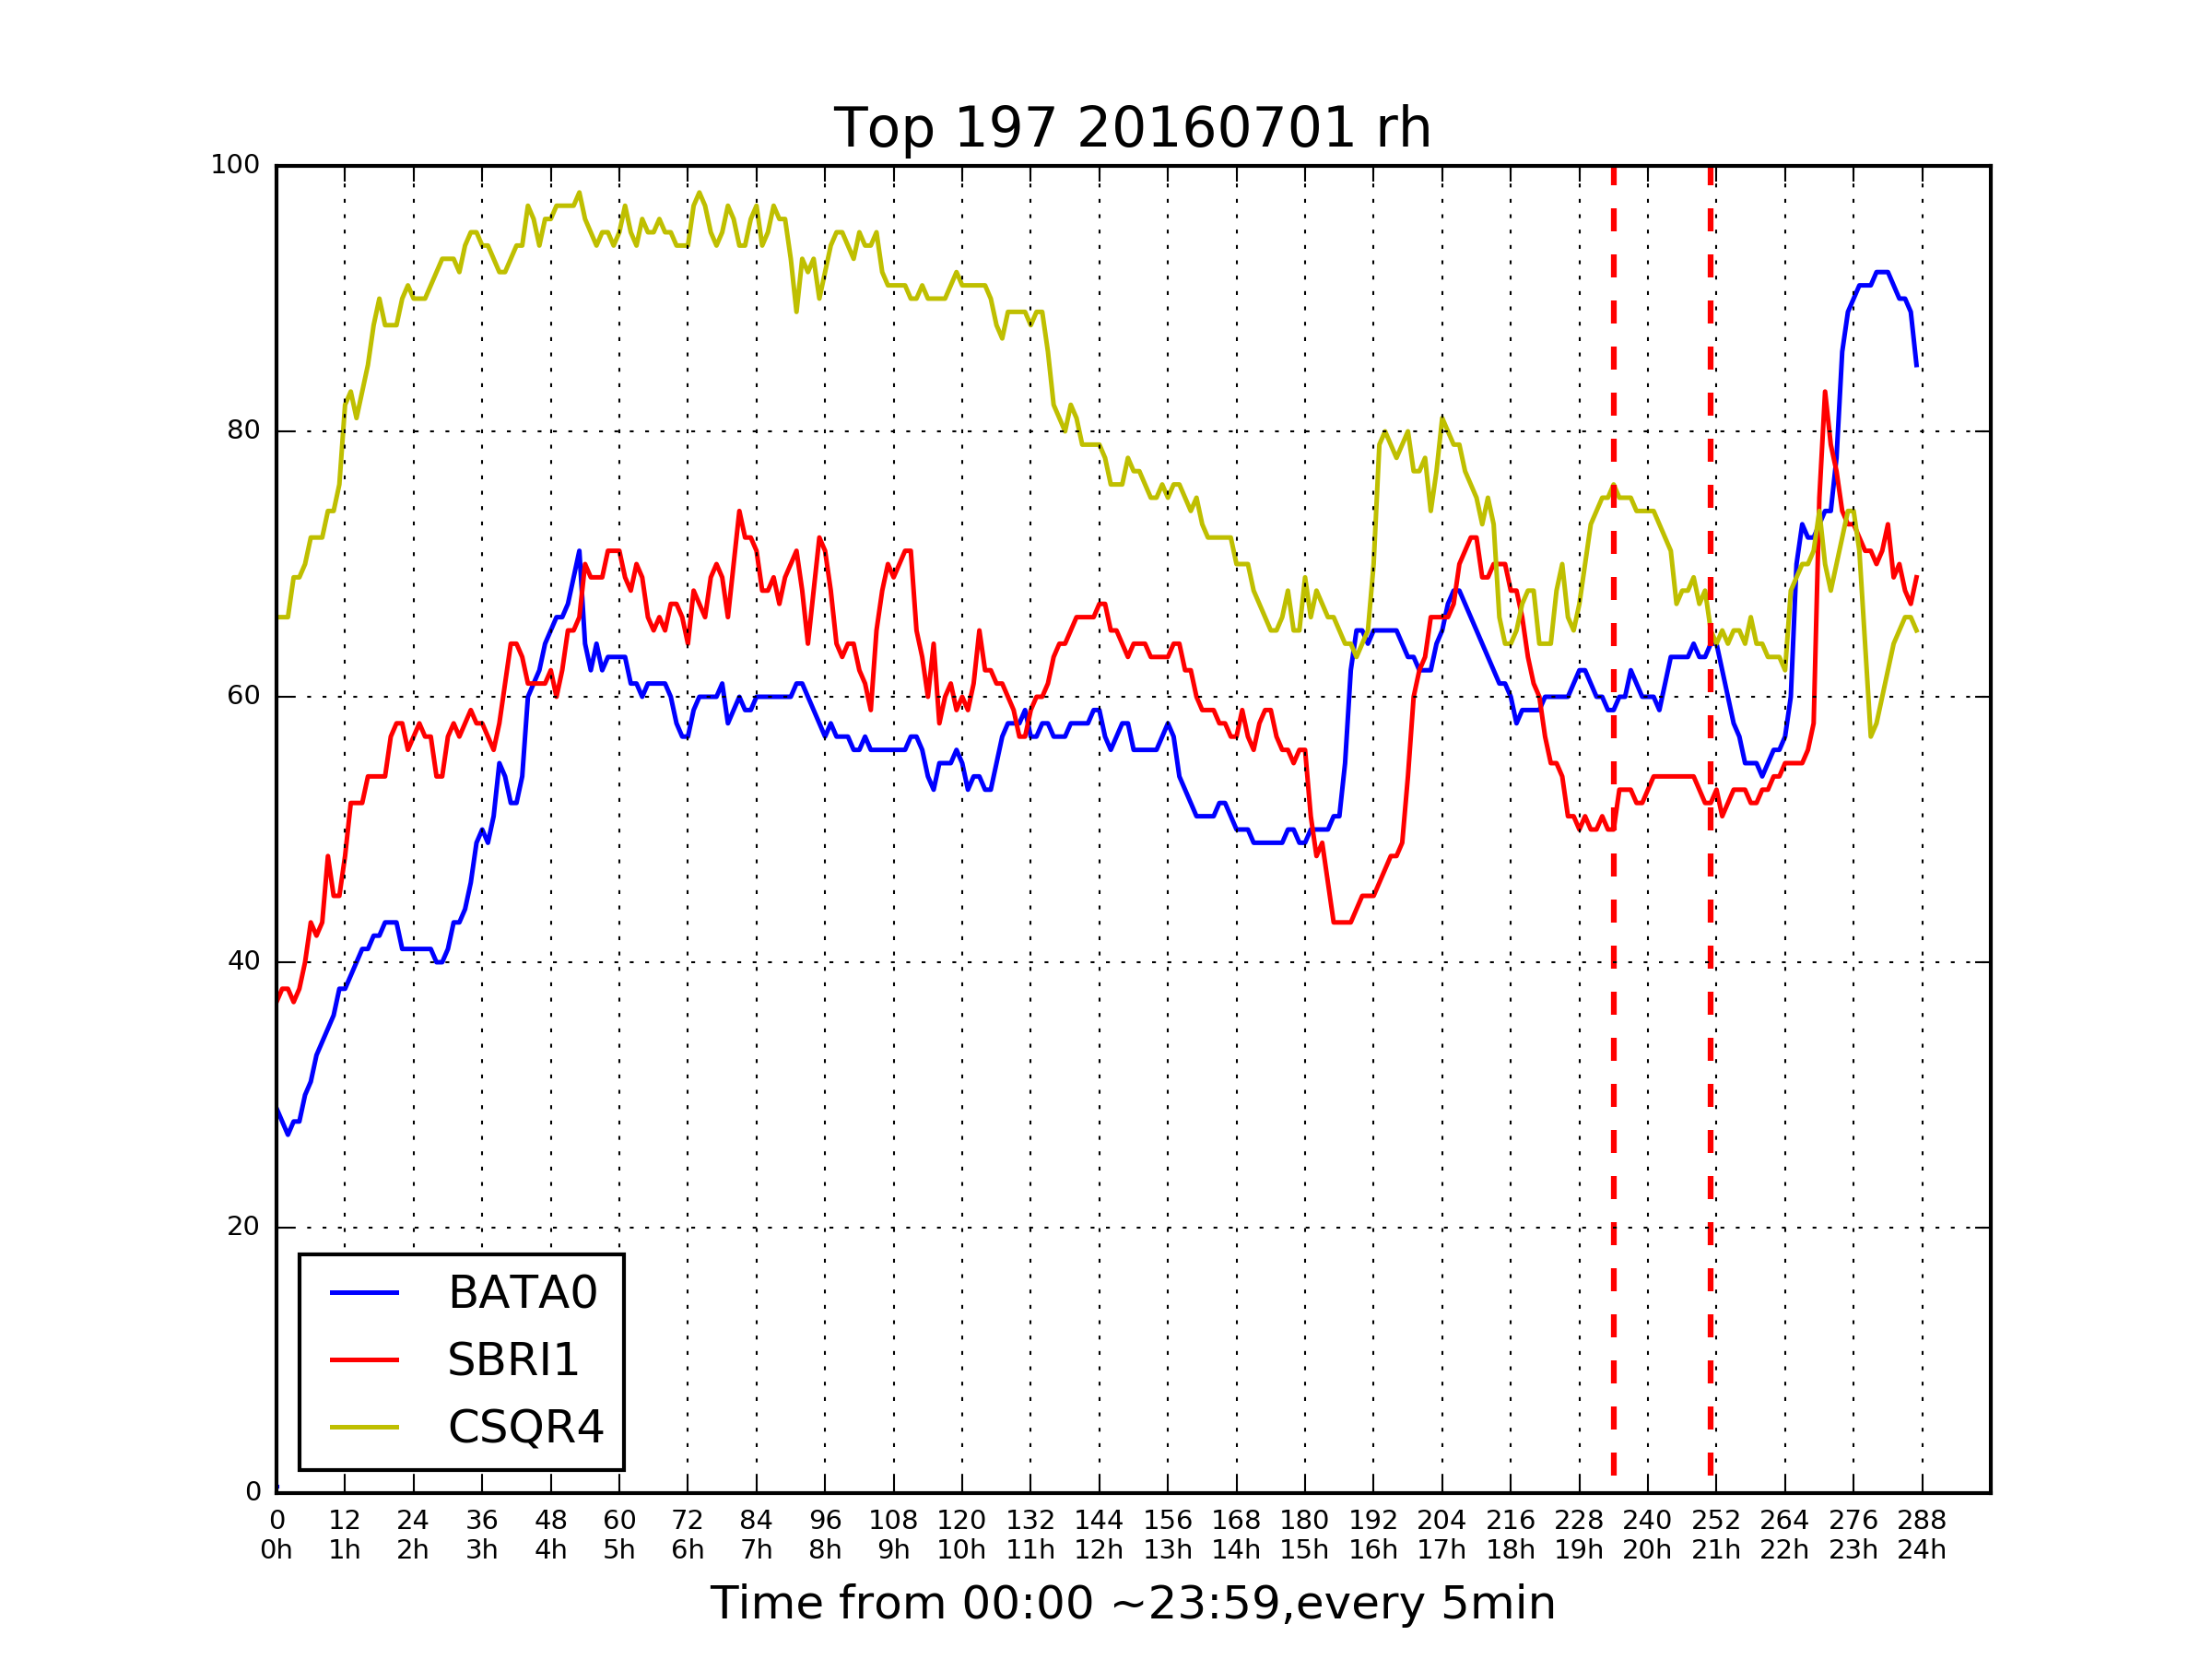 Top 197 20160701 rh
100
80
60
40
20
0
BATA0
SBRI1
CSQR4
0 12 24 36 48 60 72 84 96 108 120 132 144 156 168 180 192 204 216 228 240 252 264 276 288
0h 1h 2h 3h 4h 5h 6h 7h 8h 9h 10h 11h 12h 13h 14h 15h 16h 17h 18h 19h 20h 21h 22h 23h 24h
Time from 00:00 ~23:59,every 5min